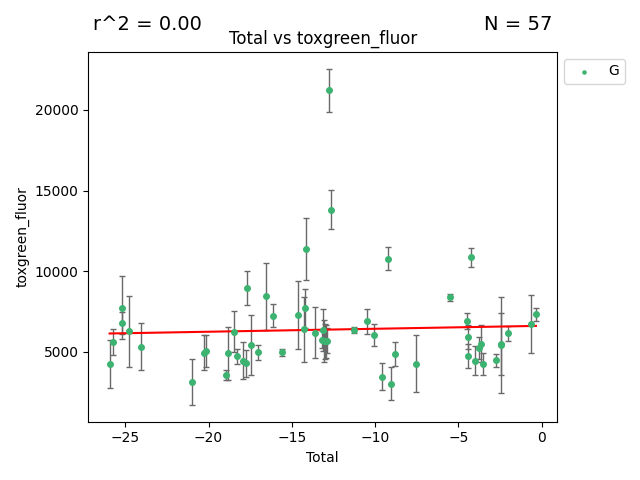 r^2 = 0.00
N = 57
Total vs toxgreen_fluor
G
20000
15000
10000
5000
toxgreen_fluor
−25
−20
−15
−10
−5
0
Total